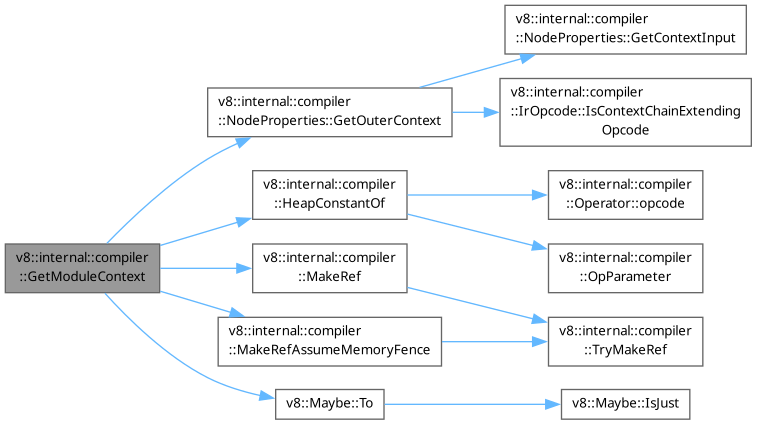 v8::internal::compiler
::GetModuleContext
v8::internal::compiler
::NodeProperties::GetOuterContext
v8::internal::compiler
::NodeProperties::GetContextInput
v8::internal::compiler
::IrOpcode::IsContextChainExtending
Opcode
v8::internal::compiler
::HeapConstantOf
v8::internal::compiler
::Operator::opcode
v8::internal::compiler
::OpParameter
v8::internal::compiler
::MakeRef
v8::internal::compiler
::MakeRefAssumeMemoryFence
v8::internal::compiler
::TryMakeRef
v8::Maybe::To
v8::Maybe::IsJust